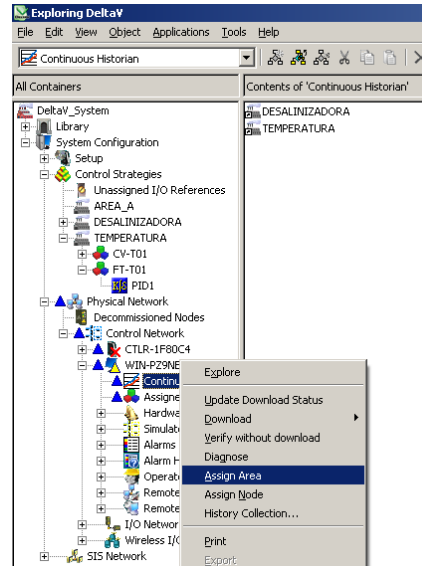 Exploring DeltaV
File Edit View Object Applications Tools Help
Continuous Historian
All Containers
Contents of 'Continuous Historian'
DeltaV_System
Library
System Configuration
Setup
Control Strategies
Unassigned I/O References
AREA_A
DESALINIZADORA
TEMPERATURA
CV-T01
FT-T01
PID1
Physical Network
Decommissioned Nodes
Control Network
CTLR-1F80C4
WIN-PZ9NE
Continu
Assigne
Hardwa
Simulat
Alarms
Alarm H
Operat
Remote
Remote
I/O Networ
Wireless I/
SIS Network
DESALINIZADORA
TEMPERATURA
Explore
Update Download Status
Download
Verify without download
Diagnose
Assign Area
Assign Node
History Collection...
Print
Export